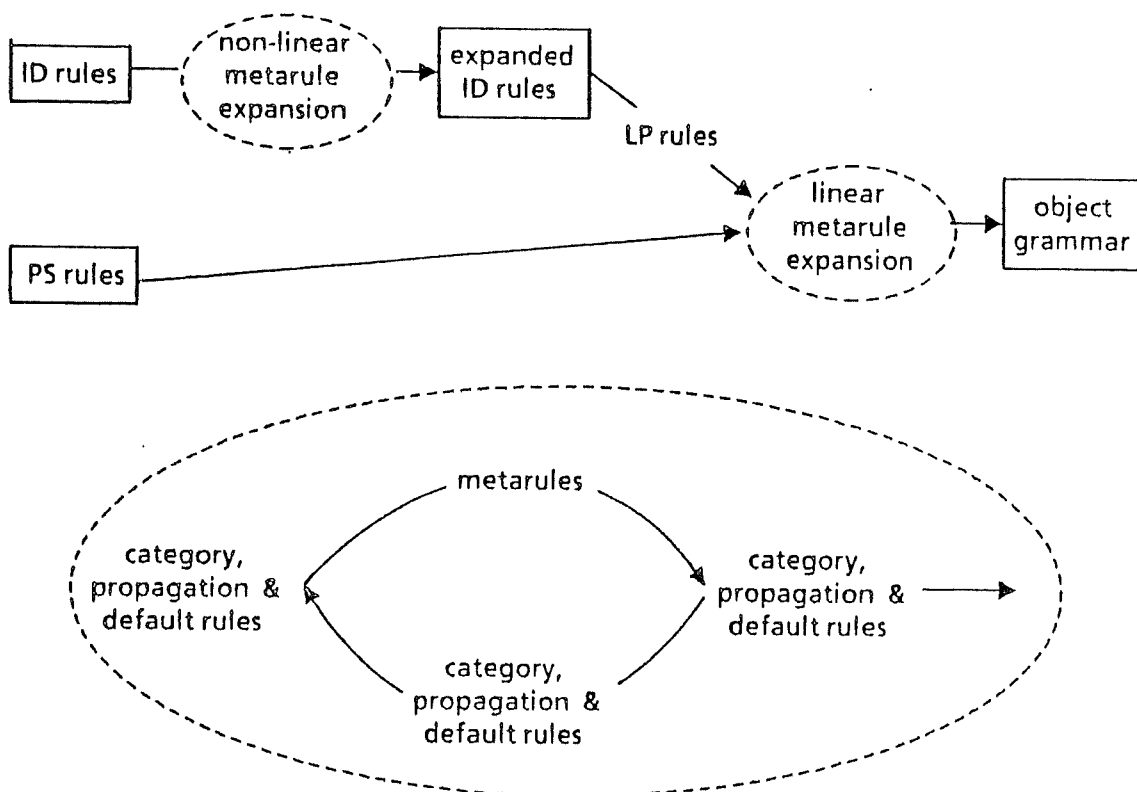 ID rules
non-linear
metarule
expansion
expanded
ID rules
LP rules
linear
metarule
expansion
object
grammar
PS rules
metarules
category,
propagation &
default rules
category,
propagation &
default rules
category,
propagation &
default rules